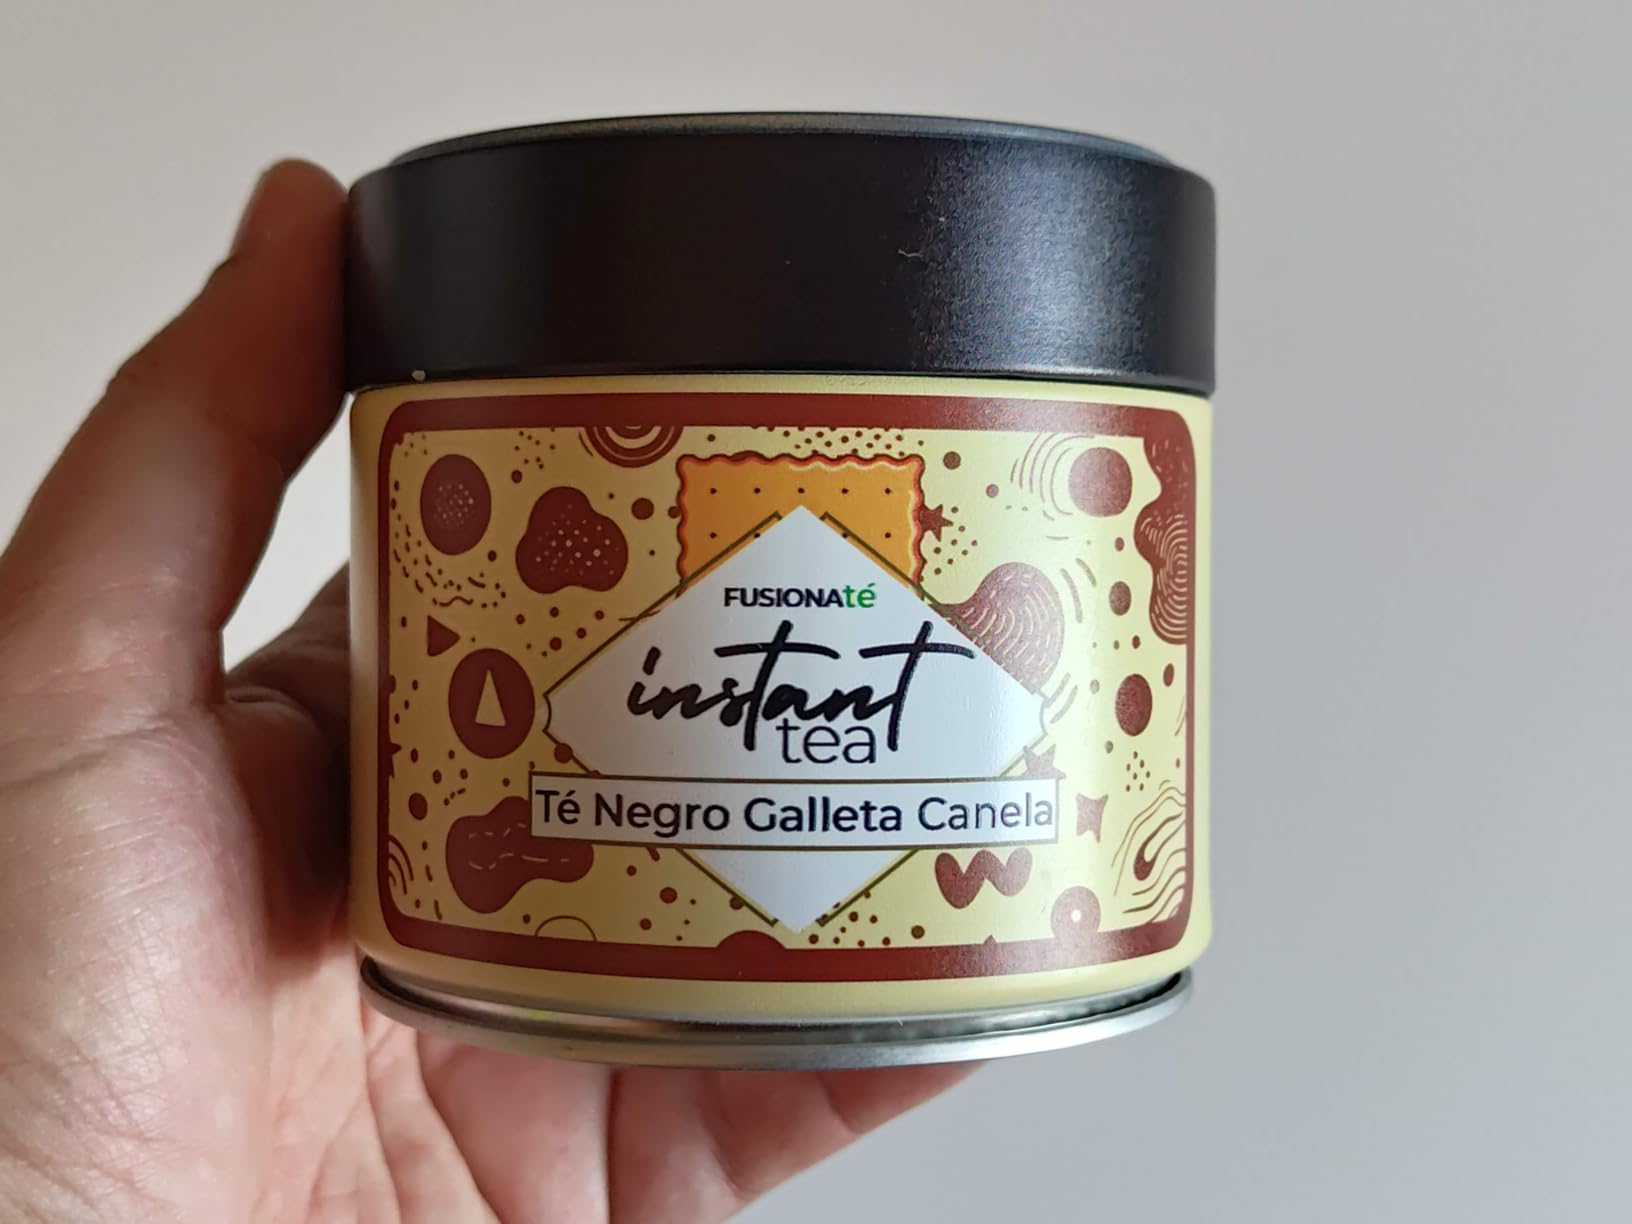 FUSIONAté
instant
tea
Té Negro Galleta Canela